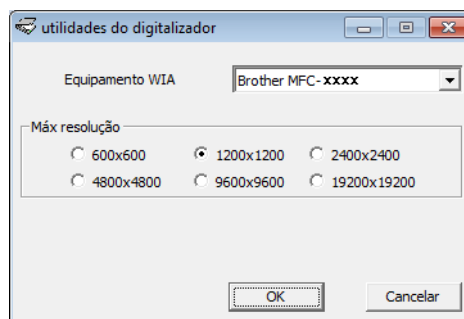 utilidades do digitalizador
Equipamento WIA Brother MFC-xxxx
Máx resolução
600x600 1200x1200 2400x2400
4800x4800 9600x9600 19200x19200
OK Cancelar